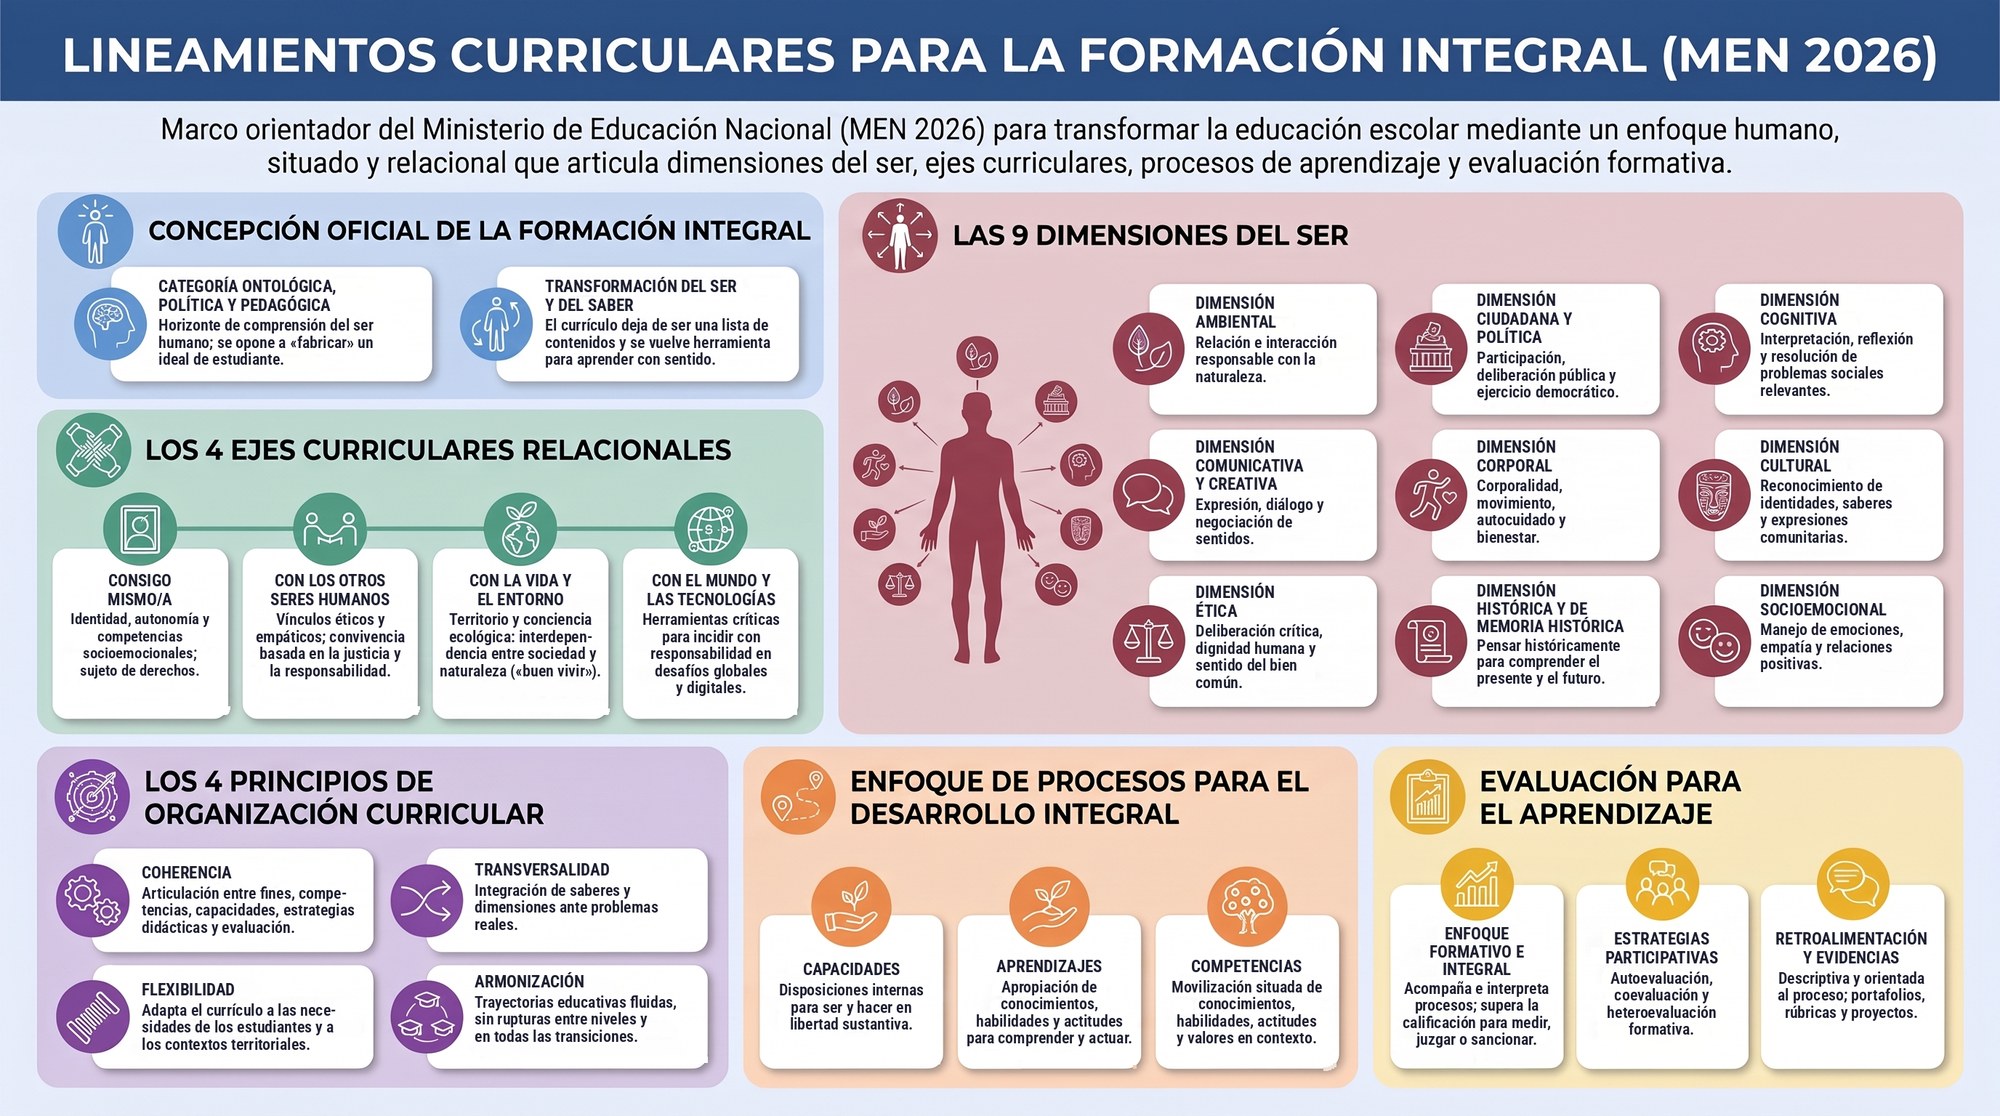 LINEAMIENTOS CURRICULARES PARA LA FORMACIÓN INTEGRAL (MEN 2026)
Marco orientador del Ministerio de Educación Nacional (MEN 2026) para transformar la educación escolar mediante un enfoque humano,
situado y relacional que articula dimensiones del ser, ejes curriculares, procesos de aprendizaje y evaluación formativa.
CONCEPCIÓN OFICIAL DE LA FORMACIÓN INTEGRAL
CATEGORÍA ONTOLÓGICA,
POLÍTICA Y PEDAGÓGICA
Horizonte de comprensión del ser
humano; se opone a «fabricar» un
ideal de estudiante.
TRANSFORMACIÓN DEL SER
Y DEL SABER
El currículo deja de ser una lista de
contenidos y se vuelve herramienta
para aprender con sentido.
LOS 4 EJES CURRICULARES RELACIONALES
CONSIGO
MISMO/A
Identidad, autonomía y
competencias
socioemocionales;
sujeto de derechos.
CON LOS OTROS
SERES HUMANOS
Vínculos éticos y
empáticos; convivencia
basada en la justicia y
la responsabilidad.
CON LA VIDA Y
EL ENTORNO
Territorio y conciencia
ecológica: interdepen-
dencia entre sociedad y
naturaleza («buen vivir»).
CON EL MUNDO Y
LAS TECNOLOGÍAS
Herramientas críticas
para incidir con
responsabilidad en
desafíos globales
y digitales.
LAS 9 DIMENSIONES DEL SER
DIMENSIÓN
AMBIENTAL
Relación e interacción
responsable con la
naturaleza.
DIMENSIÓN
CIUDADANA Y
POLÍTICA
Participación,
deliberación pública y
ejercicio democrático.
DIMENSIÓN
COGNITIVA
Interpretación, reflexión
y resolución de
problemas sociales
relevantes.
DIMENSIÓN
COMUNICATIVA
Y CREATIVA
Expresión, diálogo y
negociación de
sentidos.
DIMENSIÓN
CORPORAL
Corporalidad,
movimiento,
autocuidado y
bienestar.
DIMENSIÓN
CULTURAL
Reconocimiento de
identidades, saberes
y expresiones
comunitarias.
DIMENSIÓN
ÉTICA
Deliberación crítica,
dignidad humana y
sentido del bien
común.
DIMENSIÓN
HISTÓRICA Y DE
MEMORIA HISTÓRICA
Pensar históricamente
para comprender el
presente y el futuro.
DIMENSIÓN
SOCIOEMOCIONAL
Manejo de emociones,
empatía y relaciones
positivas.
LOS 4 PRINCIPIOS DE
ORGANIZACIÓN CURRICULAR
COHERENCIA
Articulación entre fines, compe-
tencias, capacidades, estrategias
didácticas y evaluación.
TRANSVERSALIDAD
Integración de saberes y
dimensiones ante problemas
reales.
FLEXIBILIDAD
Adapta el currículo a las nece-
sidades de los estudiantes y a
los contextos territoriales.
ARMONIZACIÓN
Trayectorias educativas fluidas,
sin rupturas entre niveles y
en todas las transiciones.
ENFOQUE DE PROCESOS PARA EL
DESARROLLO INTEGRAL
CAPACIDADES
Disposiciones internas
para ser y hacer en
libertad sustantiva.
APRENDIZAJES
Apropiación de
conocimientos,
habilidades y actitudes
para comprender y actuar.
COMPETENCIAS
Movilización situada de
conocimientos,
habilidades, actitudes
y valores en contexto.
EVALUACIÓN PARA
EL APRENDIZAJE
ENFOQUE
FORMATIVO E
INTEGRAL
Acompaña e interpreta
procesos; supera la
calificación para medir,
juzgar o sancionar.
ESTRATEGIAS
PARTICIPATIVAS
Autoevaluación,
coevaluación y
heteroevaluación
formativa.
RETROALIMENTACIÓN
Y EVIDENCIAS
Descriptiva y orientada
al proceso; portafolios,
rúbricas y proyectos.